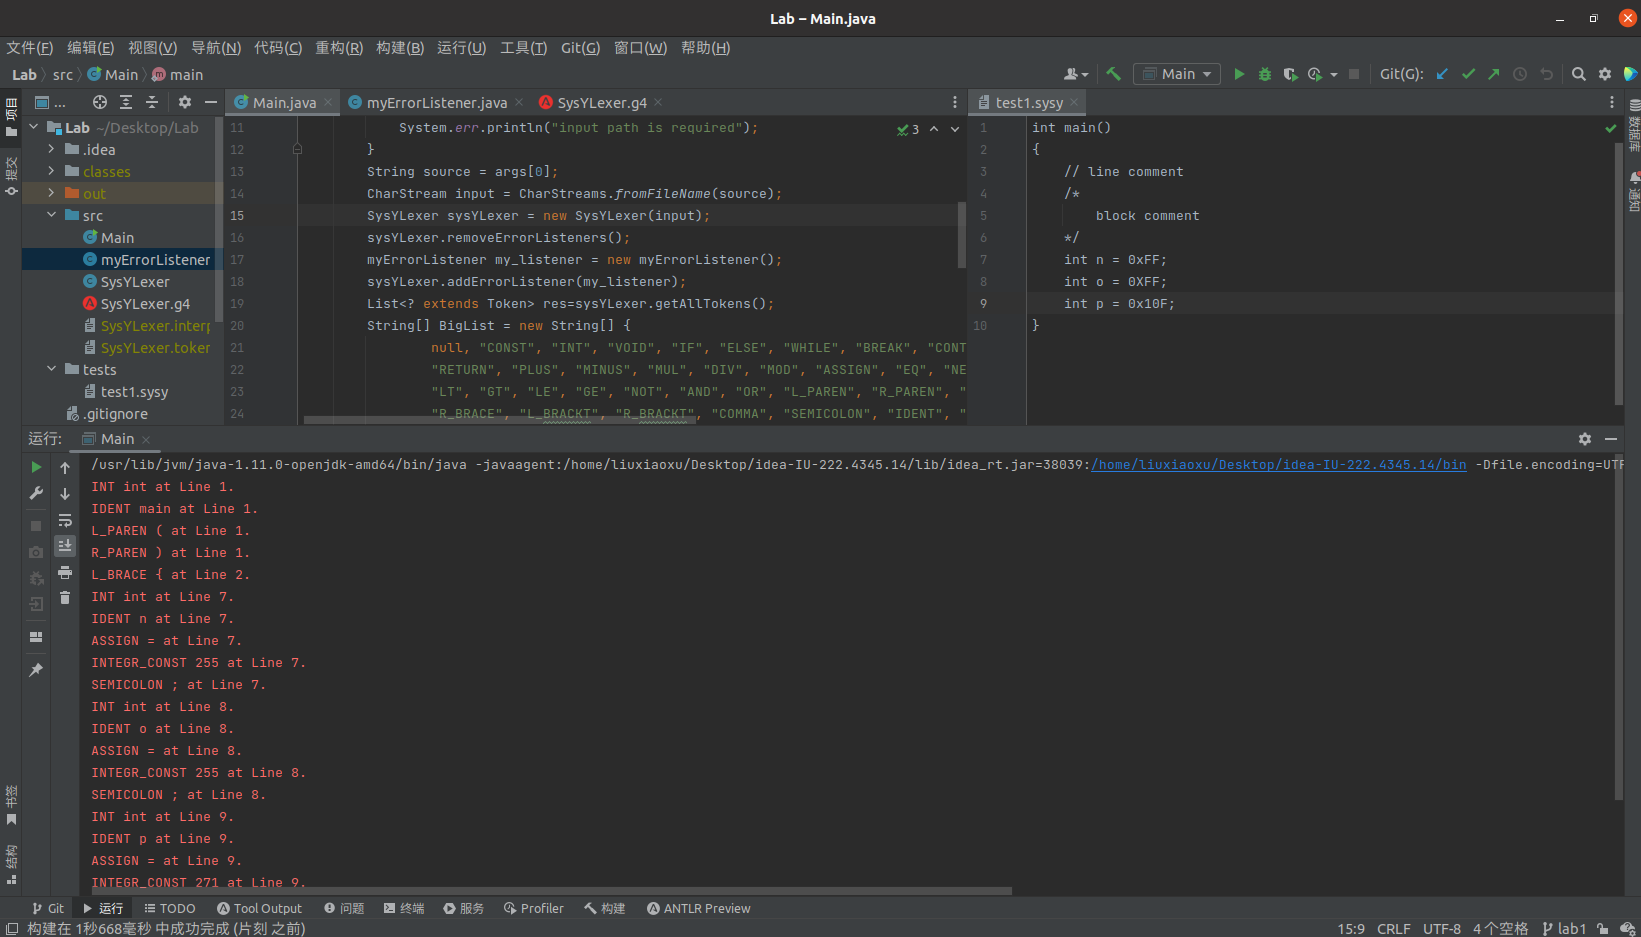 Lab – Main.java
文件(F) 编辑(E) 视图(V) 导航(N) 代码(C) 重构(R) 构建(B) 运行(U) 工具(T) Git(G) 窗口(W) 帮助(H)
Lab src Main main
Main
Git(G):
项目
提交
...
Main.java
myErrorListener.java
SysYLexer.g4
test1.sysy
Lab ~/Desktop/Lab
.idea
classes
out
src
Main
myErrorListener
SysYLexer
SysYLexer.g4
SysYLexer.interp
SysYLexer.token
tests
test1.sysy
.gitignore
3
11 System.err.println("input path is required");
12 }
13 String source = args[0];
14 CharStream input = CharStreams.fromFileName(source);
15 SysYLexer sysYLexer = new SysYLexer(input);
16 sysYLexer.removeErrorListeners();
17 myErrorListener my_listener = new myErrorListener();
18 sysYLexer.addErrorListener(my_listener);
19 List<? extends Token> res=sysYLexer.getAllTokens();
20 String[] BigList = new String[] {
21 null, "CONST", "INT", "VOID", "IF", "ELSE", "WHILE", "BREAK", "CONT
22 "RETURN", "PLUS", "MINUS", "MUL", "DIV", "MOD", "ASSIGN", "EQ", "NE
23 "LT", "GT", "LE", "GE", "NOT", "AND", "OR", "L_PAREN", "R_PAREN", "
24 "R_BRACE", "L_BRACKT", "R_BRACKT", "COMMA", "SEMICOLON", "IDENT", "
1 int main()
2 {
3 // line comment
4 /*
5 block comment
6 */
7 int n = 0xFF;
8 int o = 0XFF;
9 int p = 0x10F;
10 }
数据库
通知
运行: Main
/usr/lib/jvm/java-1.11.0-openjdk-amd64/bin/java -javaagent:/home/liuxiaoxu/Desktop/idea-IU-222.4345.14/lib/idea_rt.jar=38039:/home/liuxiaoxu/Desktop/idea-IU-222.4345.14/bin -Dfile.encoding=UTF
INT int at Line 1.
IDENT main at Line 1.
L_PAREN ( at Line 1.
R_PAREN ) at Line 1.
L_BRACE { at Line 2.
INT int at Line 7.
IDENT n at Line 7.
ASSIGN = at Line 7.
INTEGR_CONST 255 at Line 7.
SEMICOLON ; at Line 7.
INT int at Line 8.
IDENT o at Line 8.
ASSIGN = at Line 8.
INTEGR_CONST 255 at Line 8.
SEMICOLON ; at Line 8.
INT int at Line 9.
IDENT p at Line 9.
ASSIGN = at Line 9.
INTEGR_CONST 271 at Line 9.
书签
结构
Git 运行 TODO Tool Output 问题 终端 服务 Profiler 构建 ANTLR Preview
构建在 1秒668毫秒 中成功完成 (片刻 之前)
15:9 CRLF UTF-8 4个空格 lab1